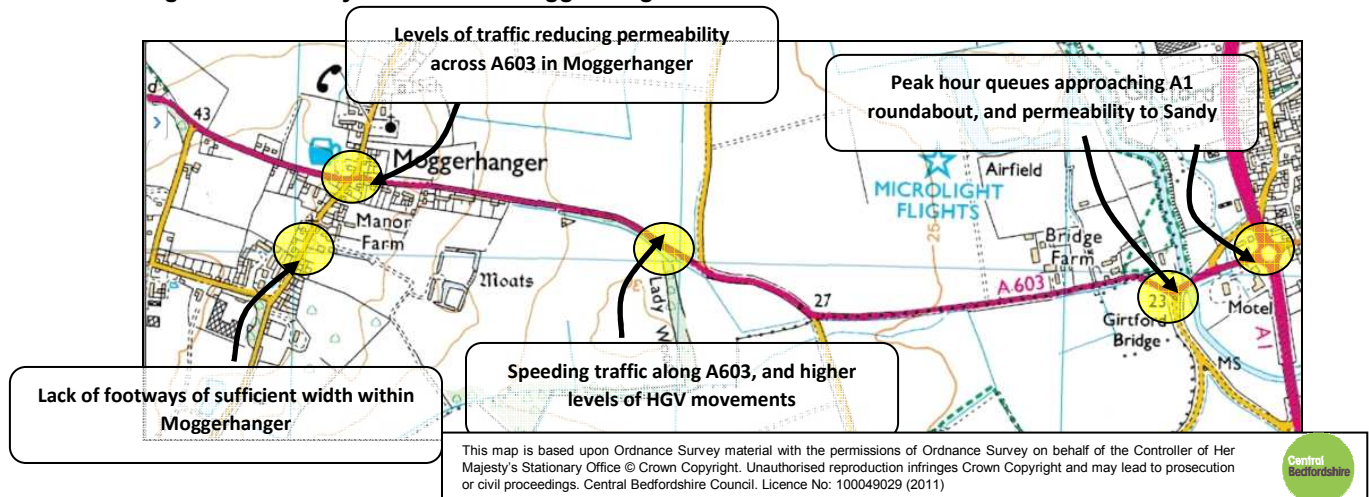 Levels of traffic reducing permeability
across A603 in Moggerhanger
Peak hour queues approaching A1
roundabout, and permeability to Sandy
43
Moggerhanger
Manor
Farm
Moats
Lady W
MICROLIGHT
FLIGHTS
25
Airfield
Bridge
Farm
A 603
27
23
Girtford
Bridge
Motel
A1
MS
Lack of footways of sufficient width within
Moggerhanger
Speeding traffic along A603, and higher
levels of HGV movements
This map is based upon Ordnance Survey material with the permissions of Ordnance Survey on behalf of the Controller of Her
Majesty's Stationary Office © Crown Copyright. Unauthorised reproduction infringes Crown Copyright and may lead to prosecution
or civil proceedings. Central Bedfordshire Council. Licence No: 100049029 (2011)
Central
Bedfordshire